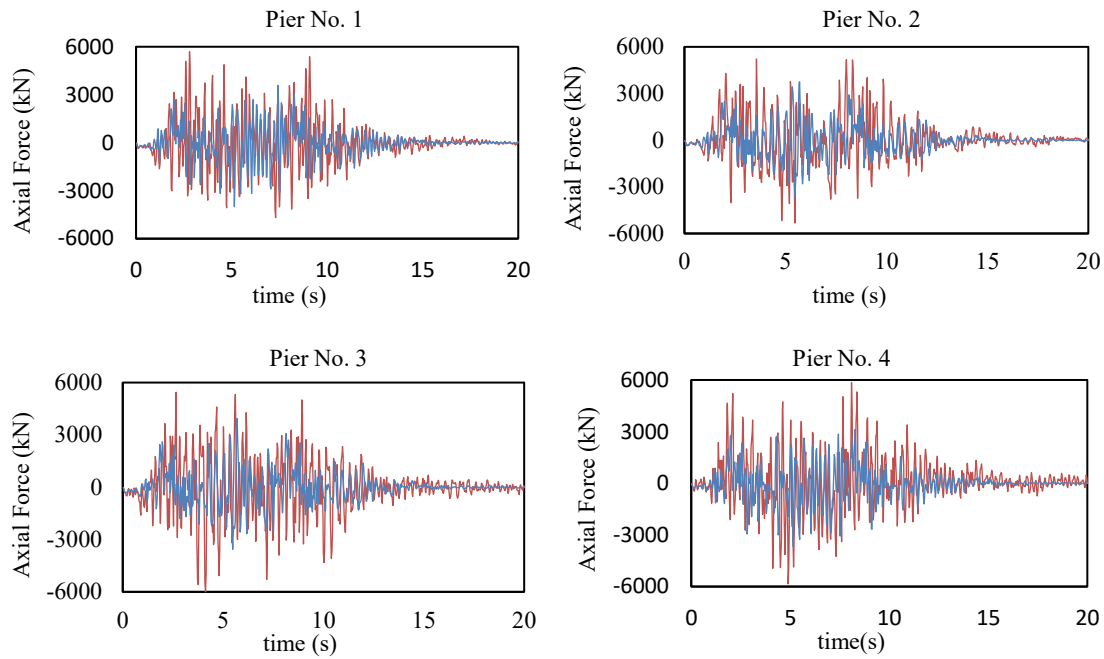 Pier No. 1
Axial Force (kN)
6000
3000
0
-3000
-6000
0 5 10 15 20
time (s)
Pier No. 2
Axial Force (kN)
6000
3000
0
-3000
-6000
0 5 10 15 20
time (s)
Pier No. 3
Axial Force (kN)
6000
3000
0
-3000
-6000
0 5 10 15 20
time (s)
Pier No. 4
Axial Force (kN)
6000
3000
0
-3000
-6000
0 5 10 15 20
time(s)